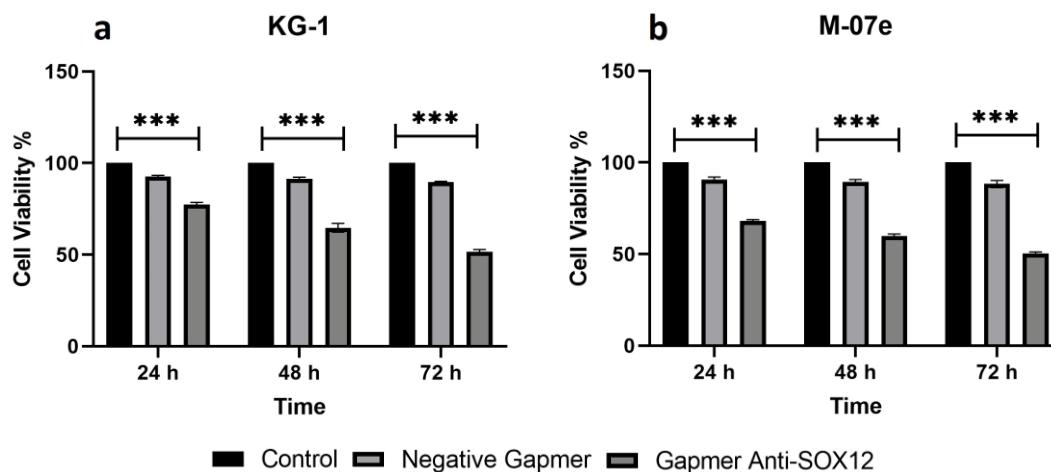 a
KG-1
Cell Viability %
150
100
50
0
***
***
***
24 h
48 h
72 h
Time
b
M-07e
Cell Viability %
150
100
50
0
***
***
***
24 h
48 h
72 h
Time
Control Negative Gapmer Gapmer Anti-SOX12